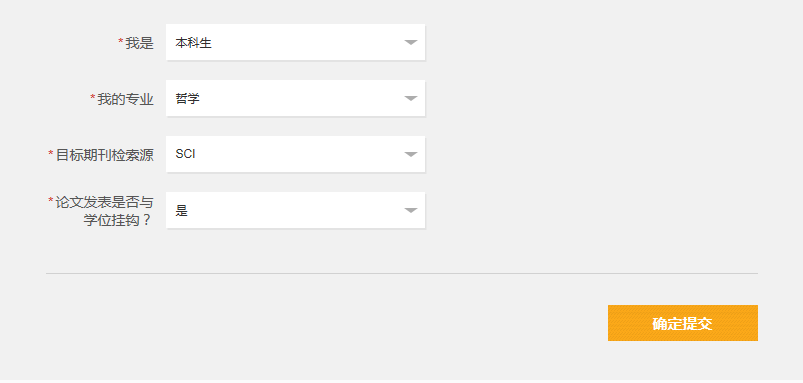 *我是 本科生
*我的专业 哲学
*目标期刊检索源 SCI
*论文发表是否与
学位挂钩？ 是
确定提交